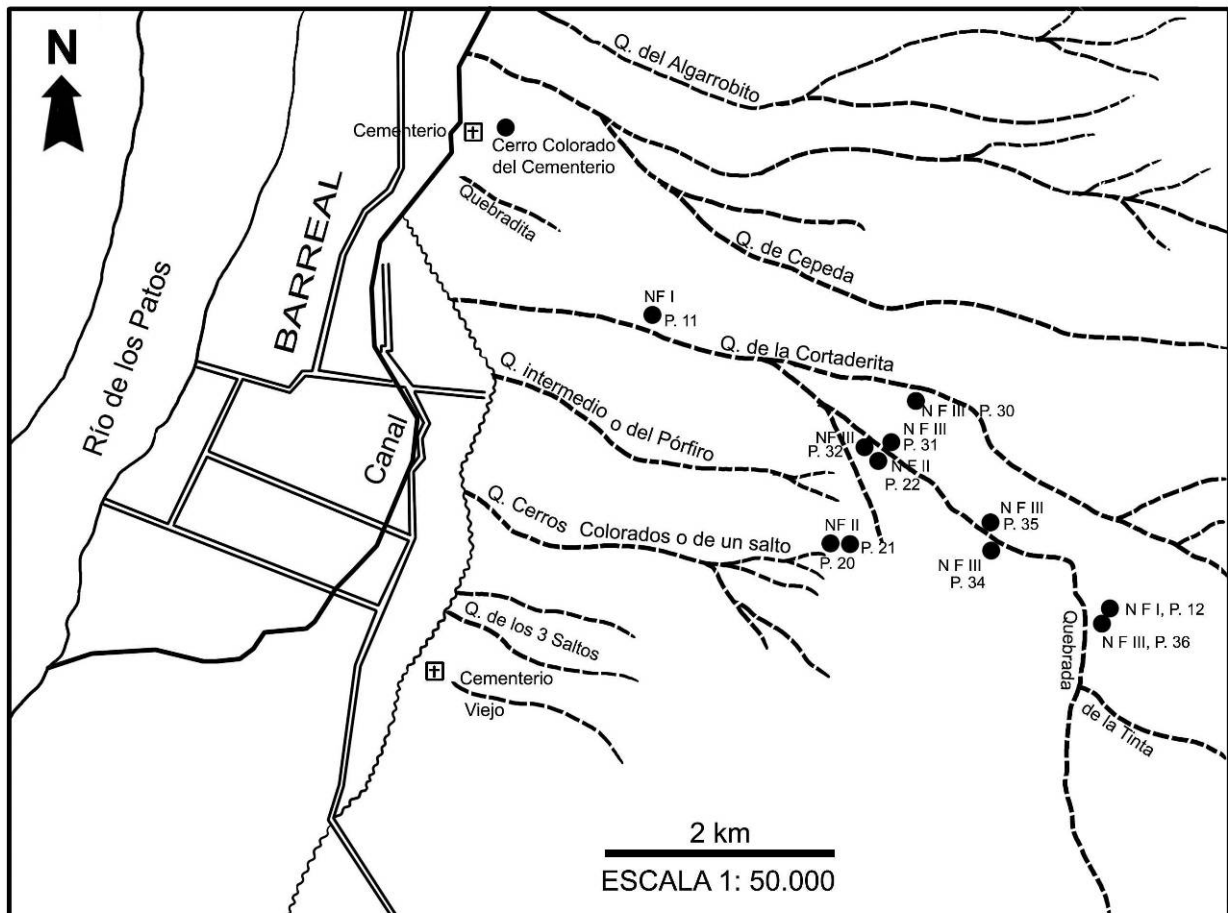 N
Q. del Algarrobito
Cementerio
Cerro Colorado
del Cementerio
Quebradita
Q. de Cepeda
BARREAL
Río de los Patos
NF I
P. 11
Q. de la Cortaderita
Q. intermedio o del Pórfiro
Canal
N F III P. 30
N F III
P. 31
NF III
P. 32
N F II
P. 22
Q. Cerros Colorados o de un salto
NF II
P. 20
P. 21
N F III
P. 35
N F III
P. 34
N F I, P. 12
N F III, P. 36
Q. de los 3 Saltos
Cementerio
Viejo
Quebrada
de la Tinta
2 km
ESCALA 1: 50.000